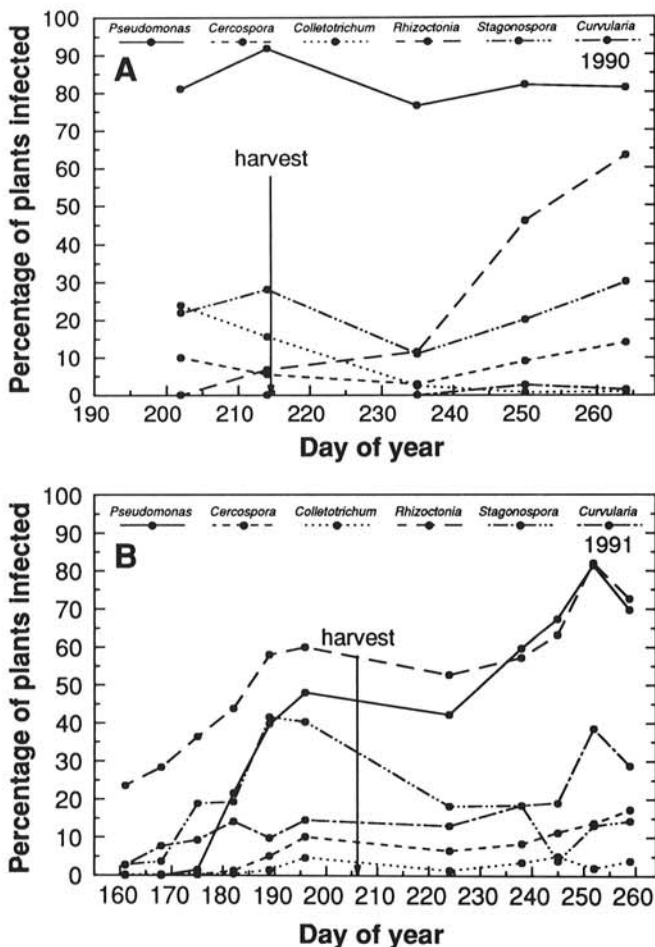 Pseudomonas Cercospora Colletotrichum Rhizoctonia Stagonospora Curvularia
A 1990
harvest
Percentage of plants infected
100
90
80
70
60
50
40
30
20
10
0
190 200 210 220 230 240 250 260
Day of year
Pseudomonas Cercospora Colletotrichum Rhizoctonia Stagonospora Curvularia
B 1991
harvest
Percentage of plants infected
100
90
80
70
60
50
40
30
20
10
0
160 170 180 190 200 210 220 230 240 250 260
Day of year